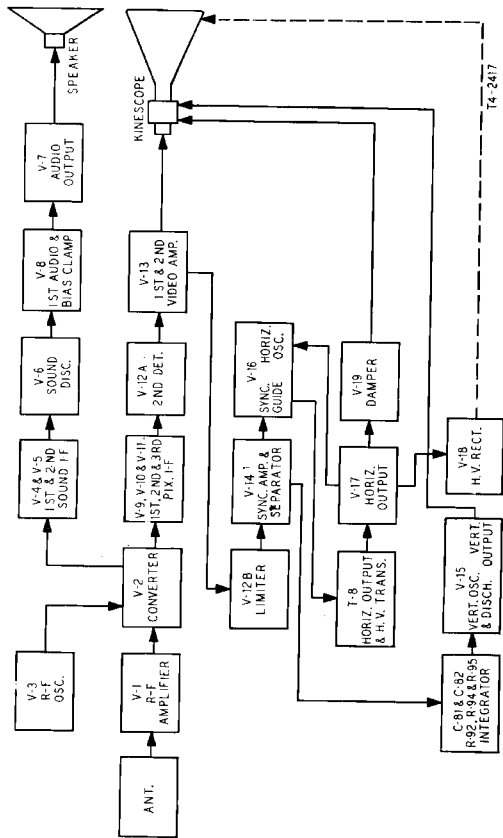 ANT.
V-1
R-F
AMPLIFIER
V-3
R-F
OSC.
V-2
CONVERTER
V-4 & V-5
1ST & 2ND
SOUND I F
V-6
SOUND
DISC.
V-8
1ST AUDIO &
BIAS CLAMP
V-7
AUDIO
OUTPUT
SPEAKER
V-9, V-10 & V-11
1ST, 2ND & 3RD
PIX. I-F
V-12A
2ND DET.
V-13
1ST & 2ND
VIDEO AMP.
KINESCOPE
V-12B
LIMITER
V-14
SYNC. AMP. &
SEPARATOR
V-16
SYNC. HORIZ.
GUIDE OSC.
T-8
HORIZ. OUTPUT
& H.V. TRANS.
V-17
HORIZ.
OUTPUT
V-19
DAMPER
C-81 & C-82
R-92, R-94 & R-95
INTEGRATOR
V-15
VERT. OSC. VERT.
& DISCH. OUTPUT
V-18
H.V. RECT.
T4-2417